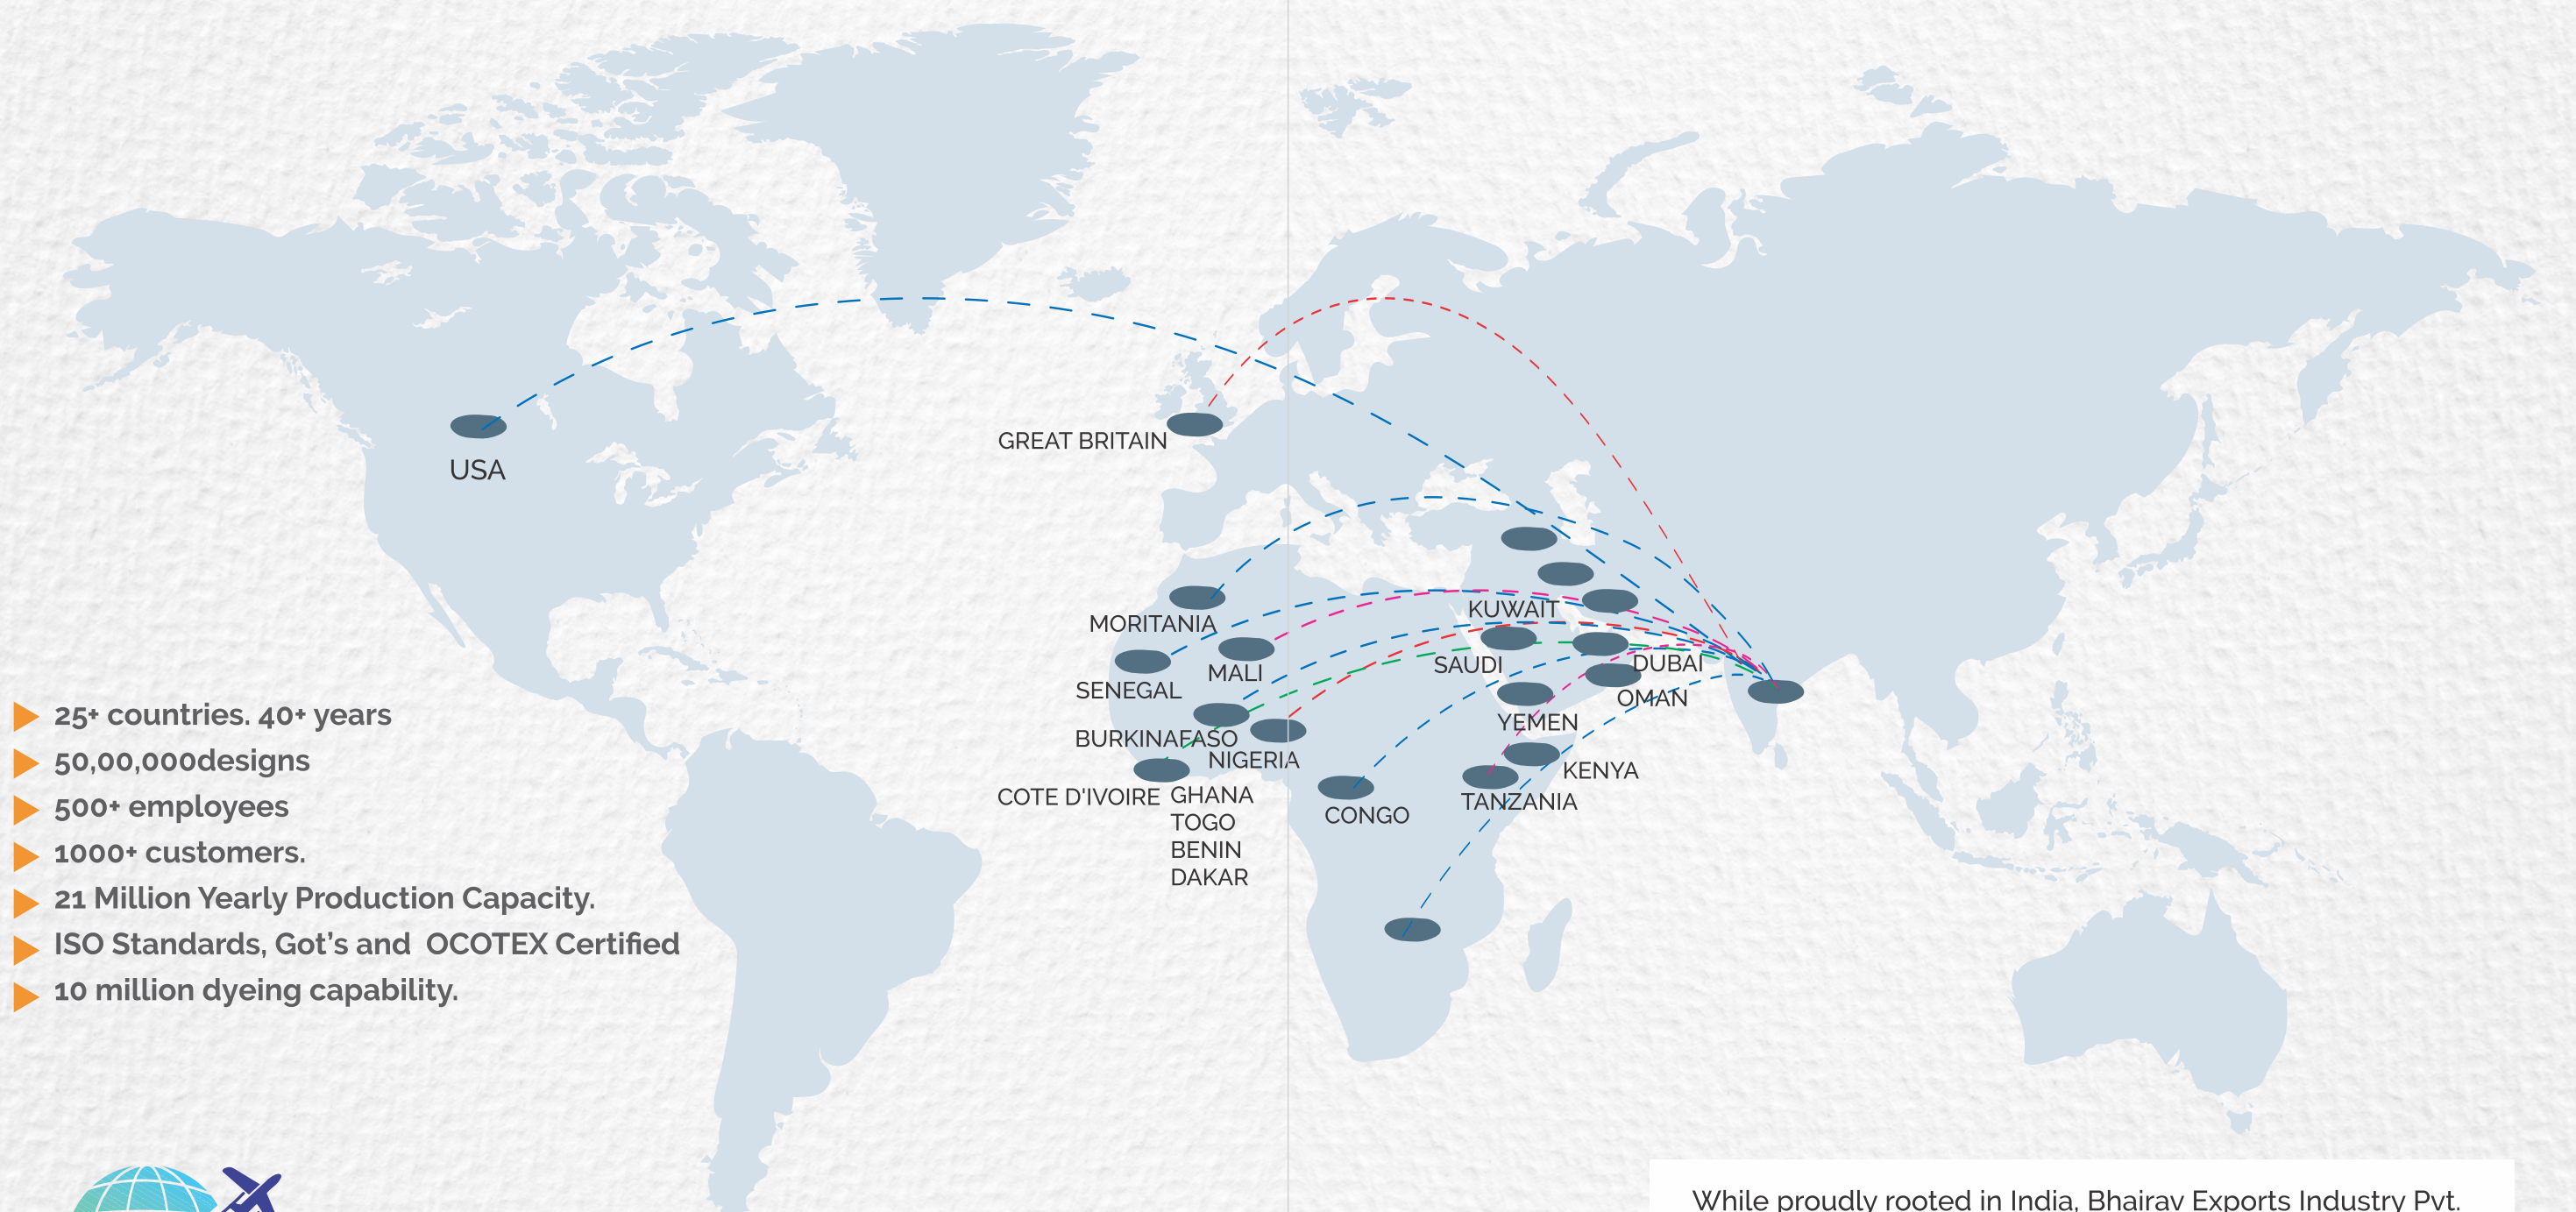 USA
GREAT BRITAIN
MORITANIA
SENEGAL
MALI
BURKINAFASO
NIGERIA
COTE D'IVOIRE
GHANA
TOGO
BENIN
DAKAR
CONGO
KUWAIT
SAUDI
DUBAI
OMAN
YEMEN
KENYA
TANZANIA
25+ countries. 40+ years
50,00,000designs
500+ employees
1000+ customers.
21 Million Yearly Production Capacity.
ISO Standards, Got's and OCOTEX Certified
10 million dyeing capability.
While proudly rooted in India, Bhairav Exports Industry Pvt.